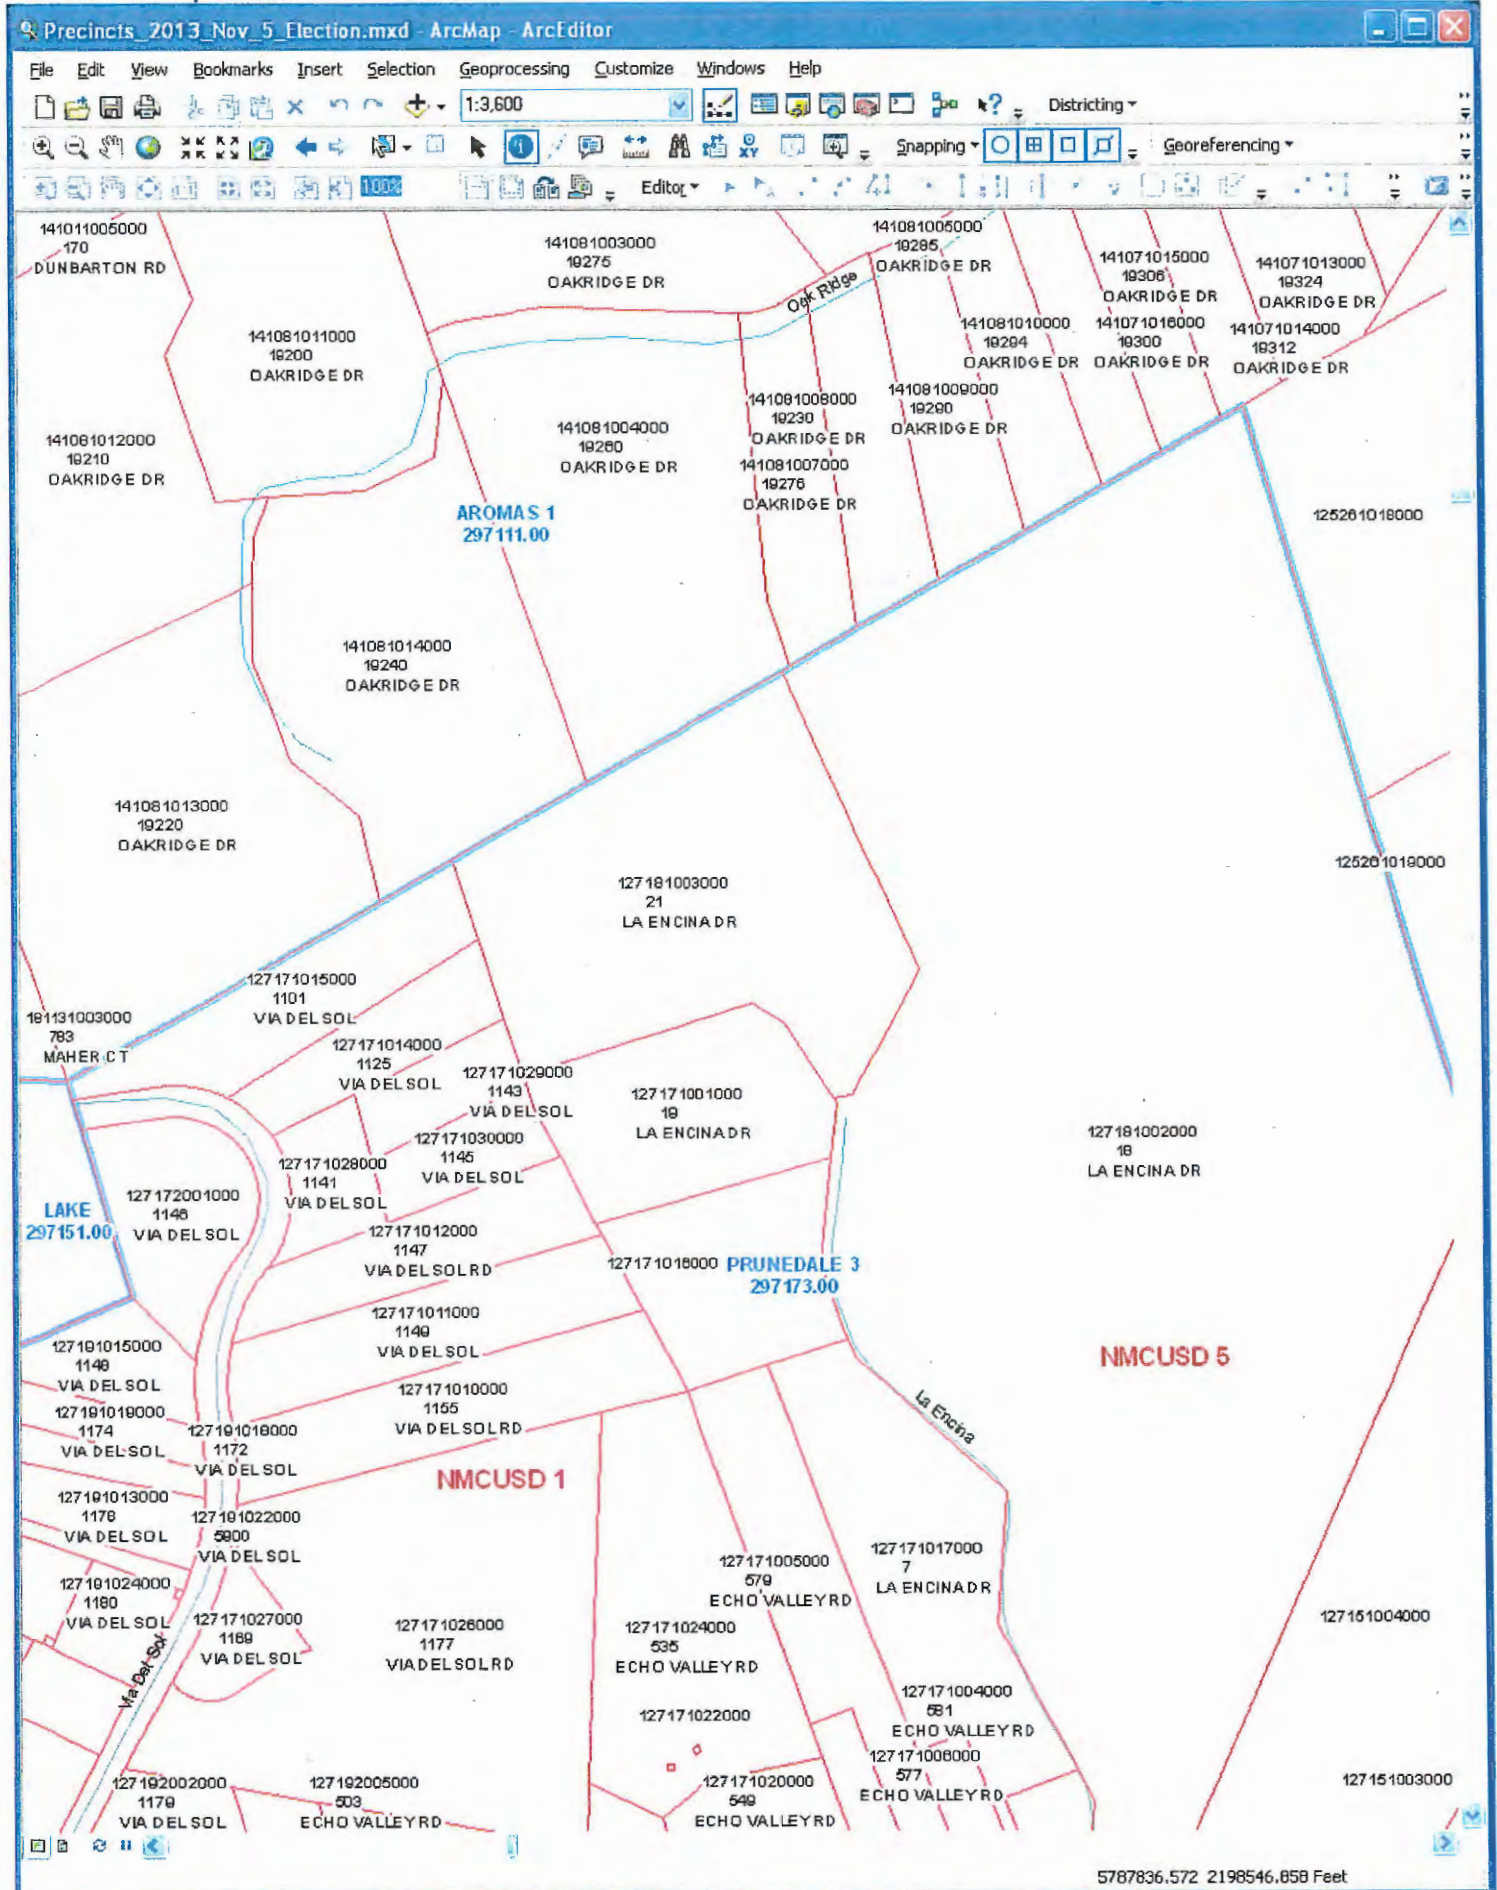 Precincts_2013_Nov_5_Election.mxd - ArcMap - ArcEditor
File Edit View Bookmarks Insert Selection Geoprocessing Customize Windows Help
1:3,600
Districting
Snapping
Georeferencing
100%
Editor
141011005000
170
DUNBARTON RD
141081003000
19275
OAKRIDGE DR
141081005000
19285
OAKRIDGE DR
141071015000
19306
OAKRIDGE DR
141071013000
19324
OAKRIDGE DR
Oak Ridge
141081011000
19200
OAKRIDGE DR
141081010000
19294
OAKRIDGE DR
141071016000
19300
OAKRIDGE DR
141071014000
19312
OAKRIDGE DR
141081012000
19210
OAKRIDGE DR
141081004000
19260
OAKRIDGE DR
141081008000
19230
OAKRIDGE DR
141081009000
19290
OAKRIDGE DR
141081007000
19276
OAKRIDGE DR
AROMAS 1
297111.00
125261018000
141081014000
19240
OAKRIDGE DR
141081013000
19220
OAKRIDGE DR
125261019000
127181003000
21
LA ENCINA DR
127171015000
1101
VIA DEL SOL
181131003000
783
MAHER CT
127171014000
1125
VIA DEL SOL
127171029000
1143
VIA DEL SOL
127171001000
19
LA ENCINA DR
127171030000
1145
VIA DEL SOL
127181002000
18
LA ENCINA DR
127171028000
1141
VIA DEL SOL
127172001000
1146
VIA DEL SOL
LAKE
297151.00
127171012000
1147
VIA DEL SOL RD
127171016000
PRUNEDALE 3
297173.00
127171011000
1149
VIA DEL SOL
127191015000
1148
VIA DEL SOL
NMCUSD 5
127171010000
1155
VIA DEL SOL RD
La Encina
127191019000
1174
VIA DEL SOL
127191018000
1172
VIA DEL SOL
NMCUSD 1
127191013000
1178
VIA DEL SOL
127191022000
5900
VIA DEL SOL
127171005000
579
ECHO VALLEY RD
127171017000
7
LA ENCINA DR
127191024000
1180
VIA DEL SOL
127171027000
1169
VIA DEL SOL
127171026000
1177
VIA DEL SOL RD
127171024000
535
ECHO VALLEY RD
127151004000
Via Del Sol
127171004000
581
ECHO VALLEY RD
127171022000
127171006000
577
ECHO VALLEY RD
127192002000
1179
VIA DEL SOL
127192005000
503
ECHO VALLEY RD
127171020000
549
ECHO VALLEY RD
127151003000
5787836.572 2198546.858 Feet